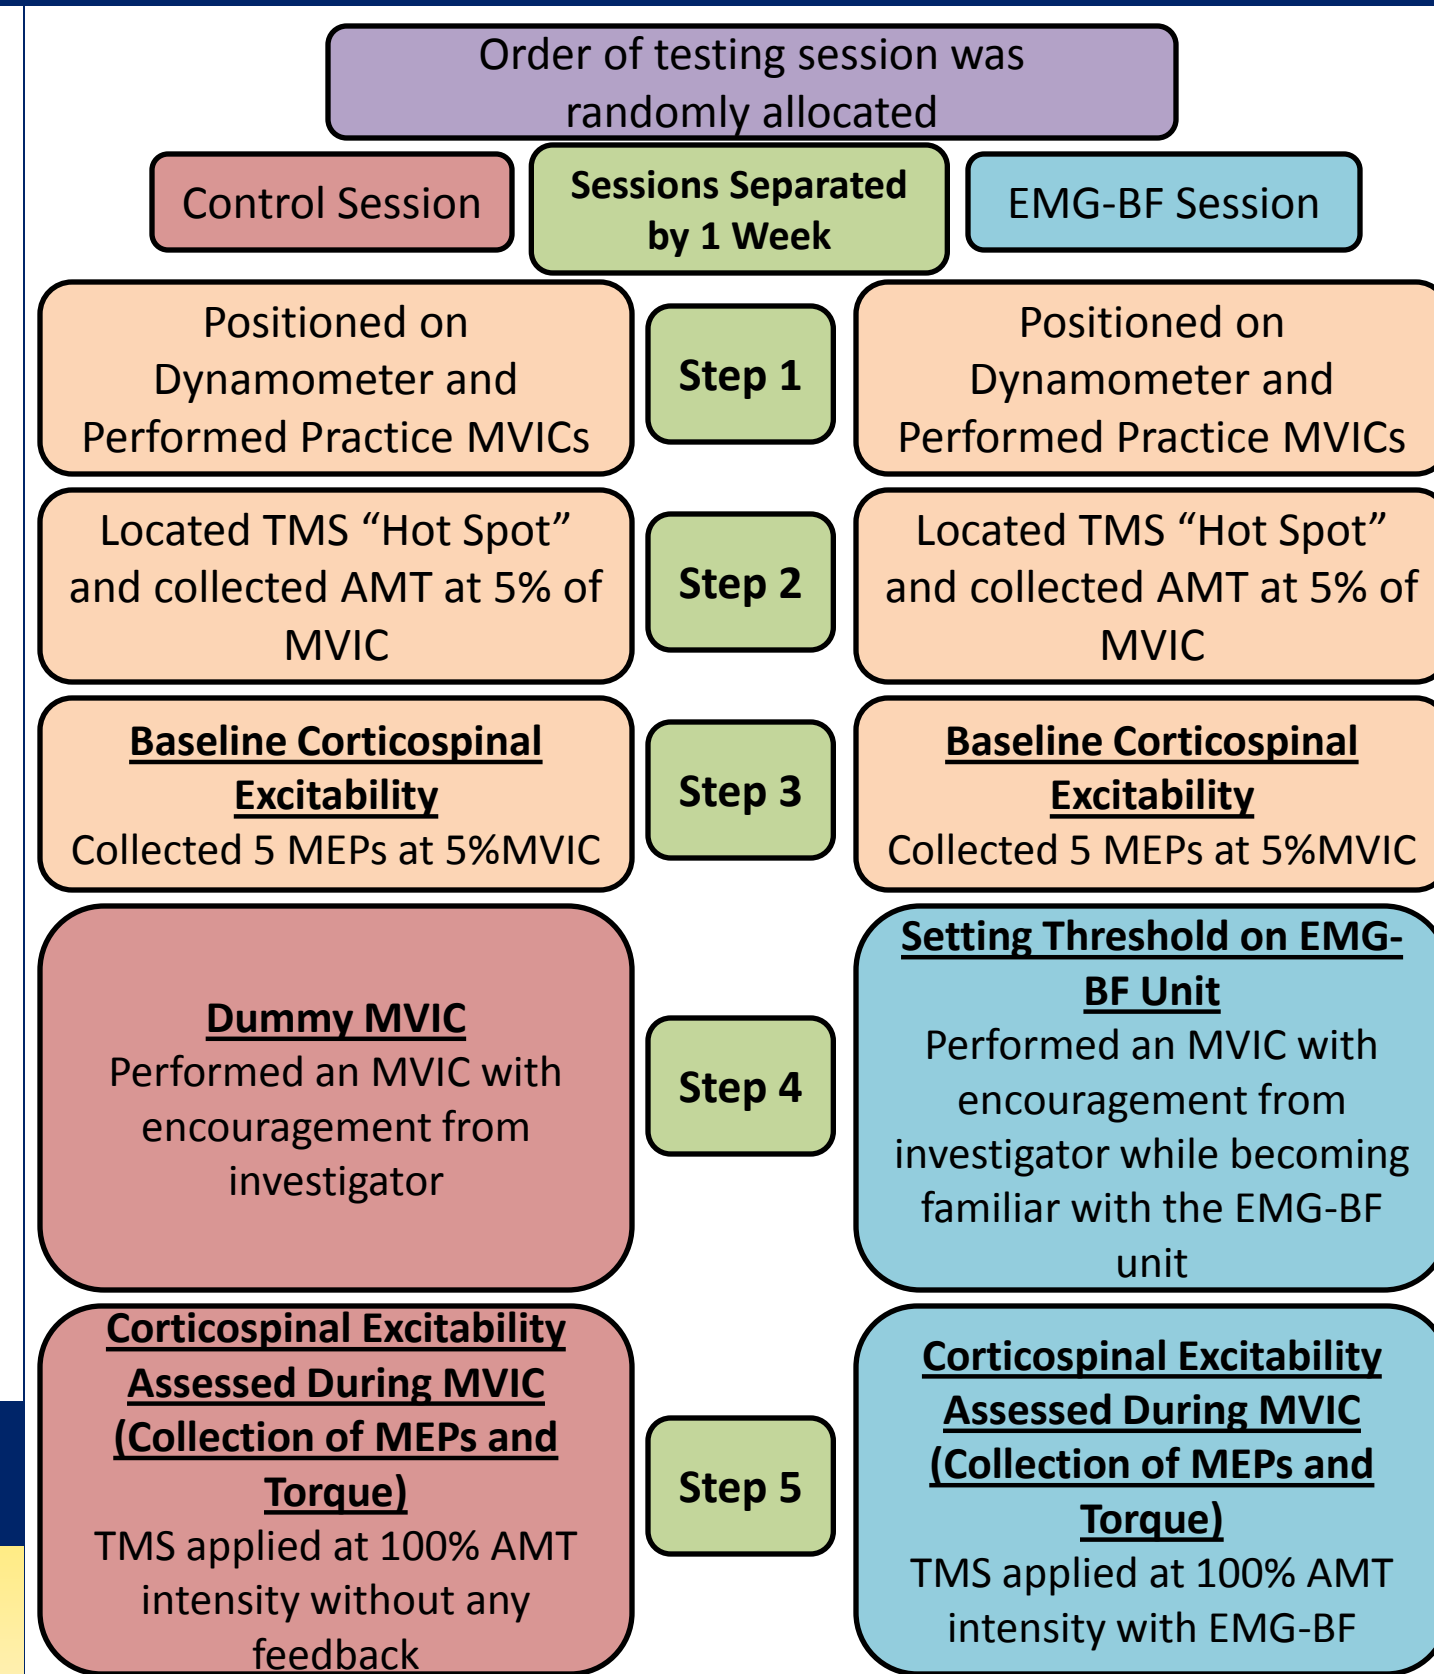 Order of testing session was
randomly allocated
Control Session
Sessions Separated
by 1 Week
EMG-BF Session
Positioned on
Dynamometer and
Performed Practice MVICs
Step 1
Positioned on
Dynamometer and
Performed Practice MVICs
Located TMS “Hot Spot”
and collected AMT at 5% of
MVIC
Step 2
Located TMS “Hot Spot”
and collected AMT at 5% of
MVIC
Baseline Corticospinal
Excitability
Collected 5 MEPs at 5%MVIC
Step 3
Baseline Corticospinal
Excitability
Collected 5 MEPs at 5%MVIC
Dummy MVIC
Performed an MVIC with
encouragement from
investigator
Step 4
Setting Threshold on EMG-
BF Unit
Performed an MVIC with
encouragement from
investigator while becoming
familiar with the EMG-BF
unit
Corticospinal Excitability
Assessed During MVIC
(Collection of MEPs and
Torque)
TMS applied at 100% AMT
intensity without any
feedback
Step 5
Corticospinal Excitability
Assessed During MVIC
(Collection of MEPs and
Torque)
TMS applied at 100% AMT
intensity with EMG-BF